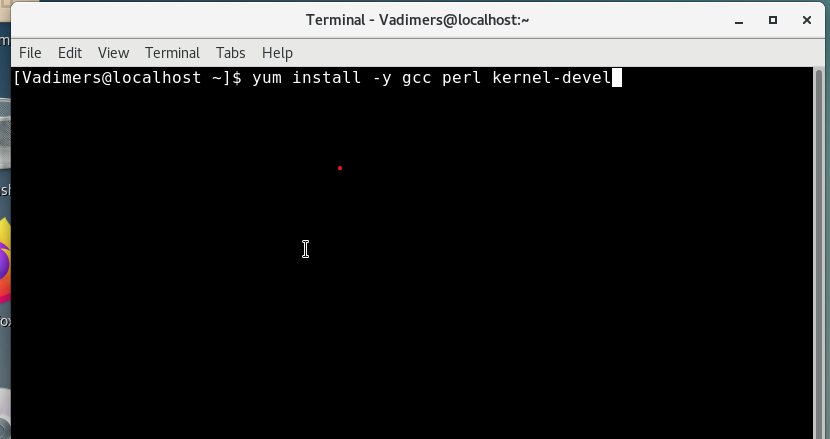 Terminal - Vadimers@localhost:~
File Edit View Terminal Tabs Help
[Vadimers@localhost ~]$ yum install -y gcc perl kernel-devel